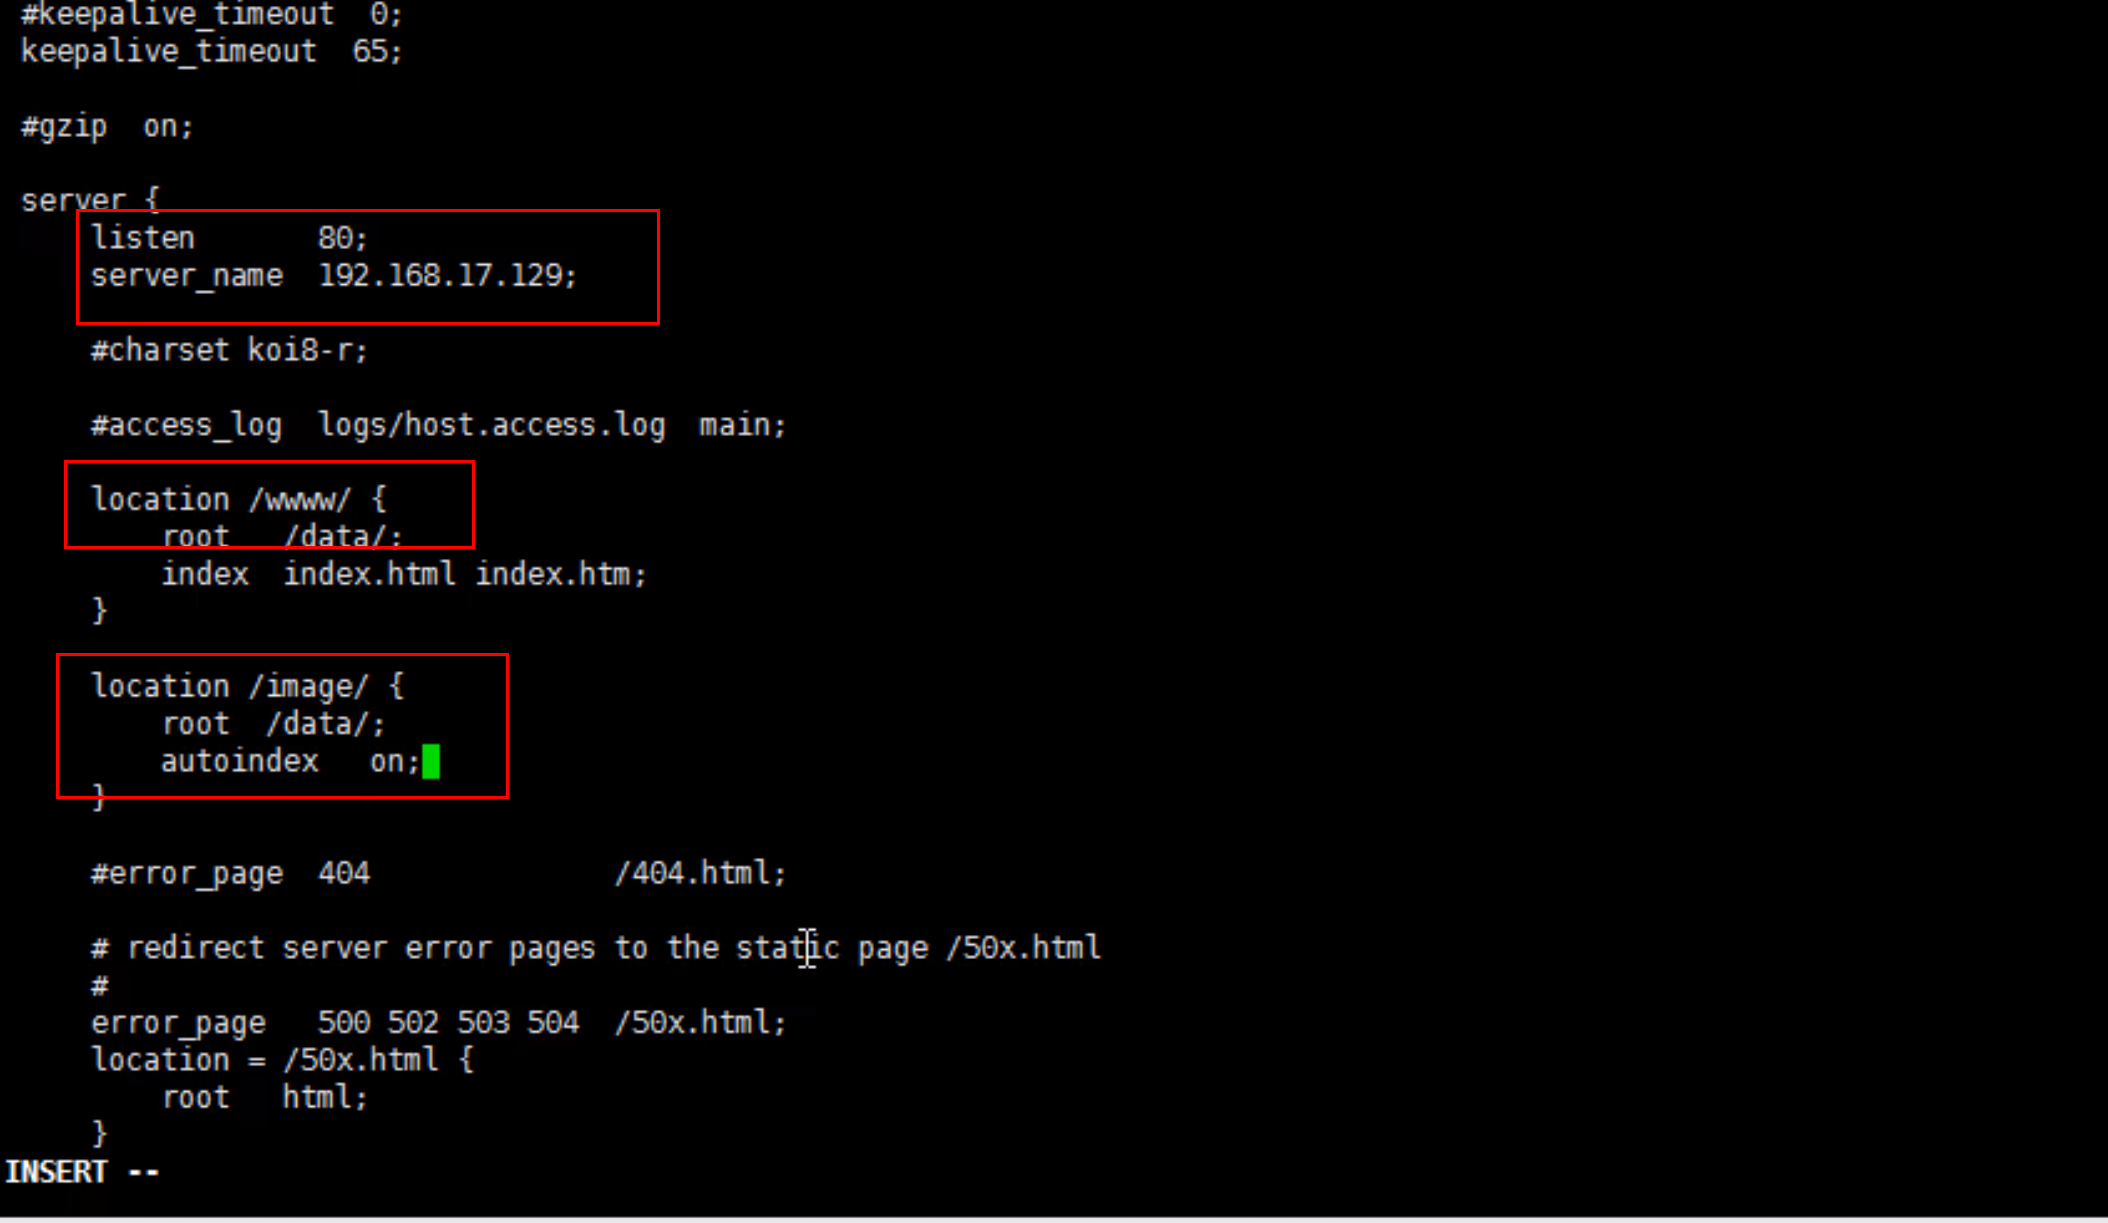 #keepalive_timeout  0;
keepalive_timeout  65;
#gzip  on;
server {
listen       80;
server_name  192.168.17.129;
#charset koi8-r;
#access_log  logs/host.access.log  main;
location /wwww/ {
root   /data/;
index  index.html index.htm;
}
location /image/ {
root  /data/;
autoindex   on;
}
#error_page  404              /404.html;
# redirect server error pages to the static page /50x.html
#
error_page   500 502 503 504  /50x.html;
location = /50x.html {
root   html;
}
INSERT --